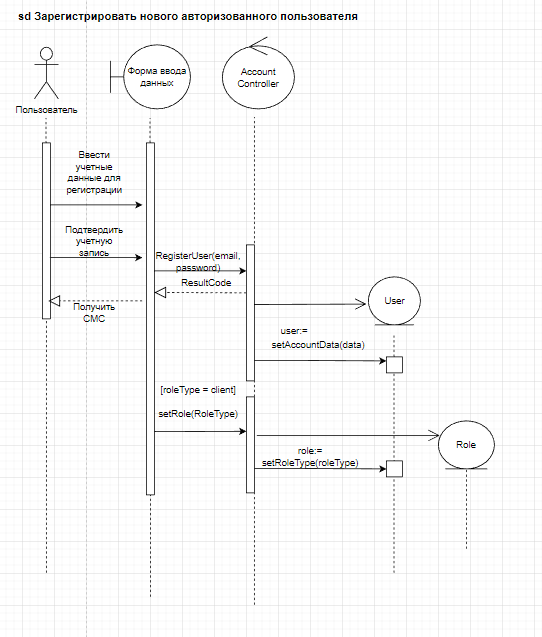 sd Зарегистрировать нового авторизованного пользователя
Пользователь
Форма ввода
данных
Account
Controller
Ввести
учетные
данные для
регистрации
Подтвердить
учетную
запись
RegisterUser(email,
password)
ResultCode
Получить
СМС
User
user:=
setAccountData(data)
[roleType = client]
setRole(RoleType)
Role
role:=
setRoleType(roleType)